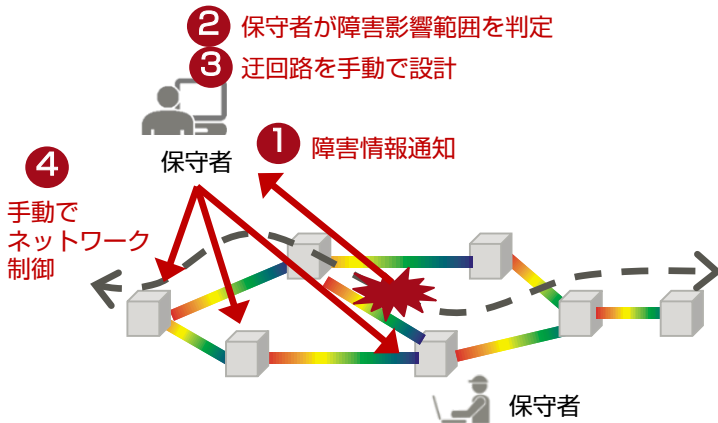 2 保守者が障害影響範囲を判定
3 迂回路を手動で設計
1 障害情報通知
保守者
4
手動で
ネットワーク
制御
保守者